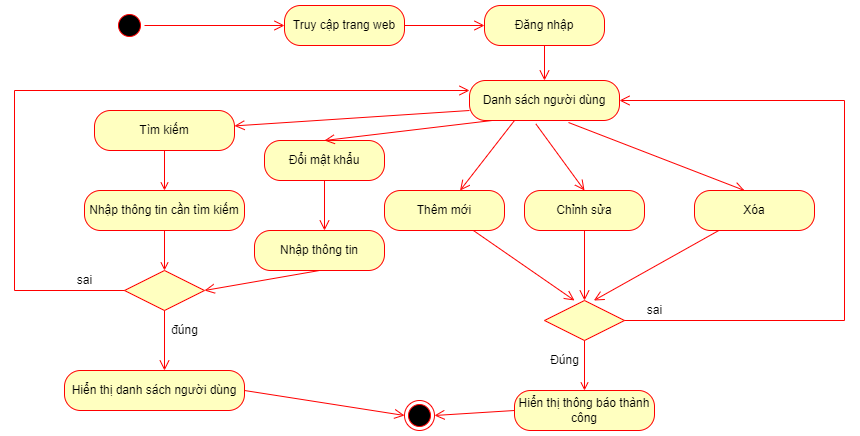 Truy cập trang web
Đăng nhập
Danh sách người dùng
Tìm kiếm
Đổi mật khẩu
Nhập thông tin cần tìm kiếm
Thêm mới
Chỉnh sửa
Xóa
Nhập thông tin
sai
đúng
sai
Đúng
Hiển thị danh sách người dùng
Hiển thị thông báo thành
công